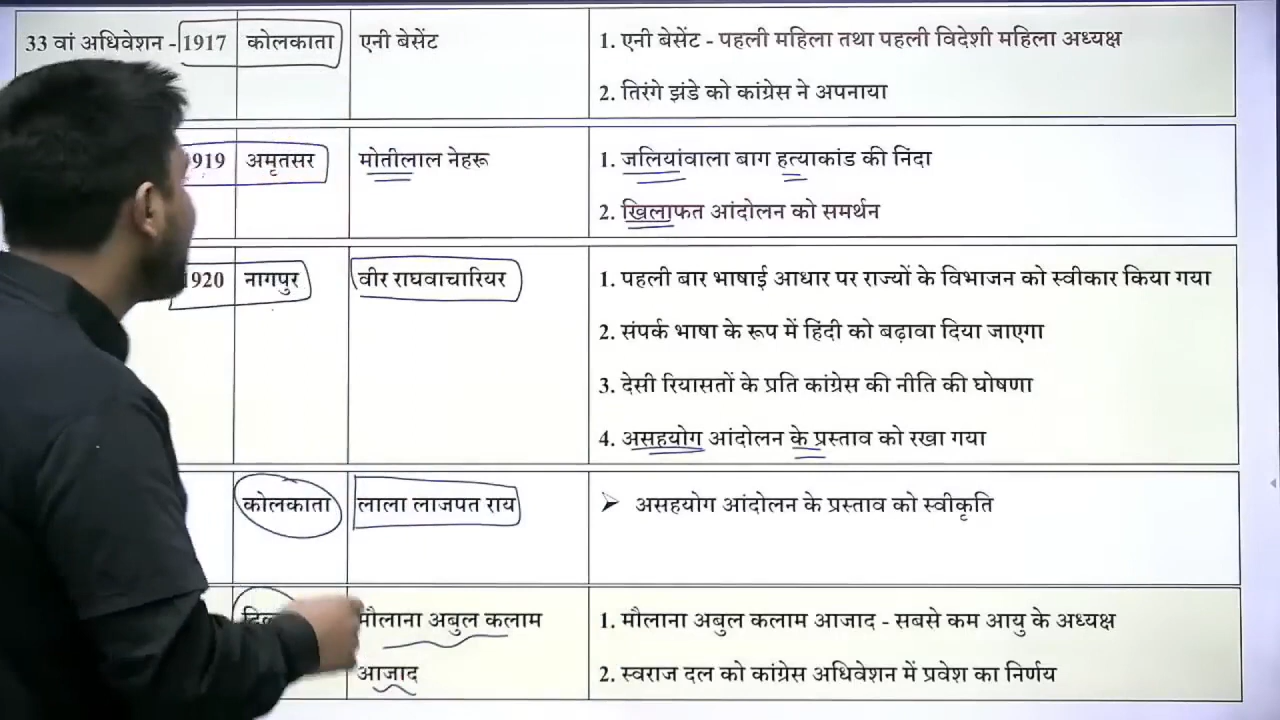 33 वां अधिवेशन - 1917 कोलकाता एनी बेसेंट 1. एनी बेसेंट - पहली महिला तथा पहली विदेशी महिला अध्यक्ष
2. तिरंगे झंडे को कांग्रेस ने अपनाया
919 अमृतसर मोतीलाल नेहरू 1. जलियांवाला बाग हत्याकांड की निंदा
2. खिलाफत आंदोलन को समर्थन
1920 नागपुर वीर राघवाचारियर 1. पहली बार भाषाई आधार पर राज्यों के विभाजन को स्वीकार किया गया
2. संपर्क भाषा के रूप में हिंदी को बढ़ावा दिया जाएगा
3. देसी रियासतों के प्रति कांग्रेस की नीति की घोषणा
4. असहयोग आंदोलन के प्रस्ताव को रखा गया
कोलकाता लाला लाजपत राय ➢ असहयोग आंदोलन के प्रस्ताव को स्वीकृति
मौलाना अबुल कलाम 1. मौलाना अबुल कलाम आजाद - सबसे कम आयु के अध्यक्ष
आजाद 2. स्वराज दल को कांग्रेस अधिवेशन में प्रवेश का निर्णय